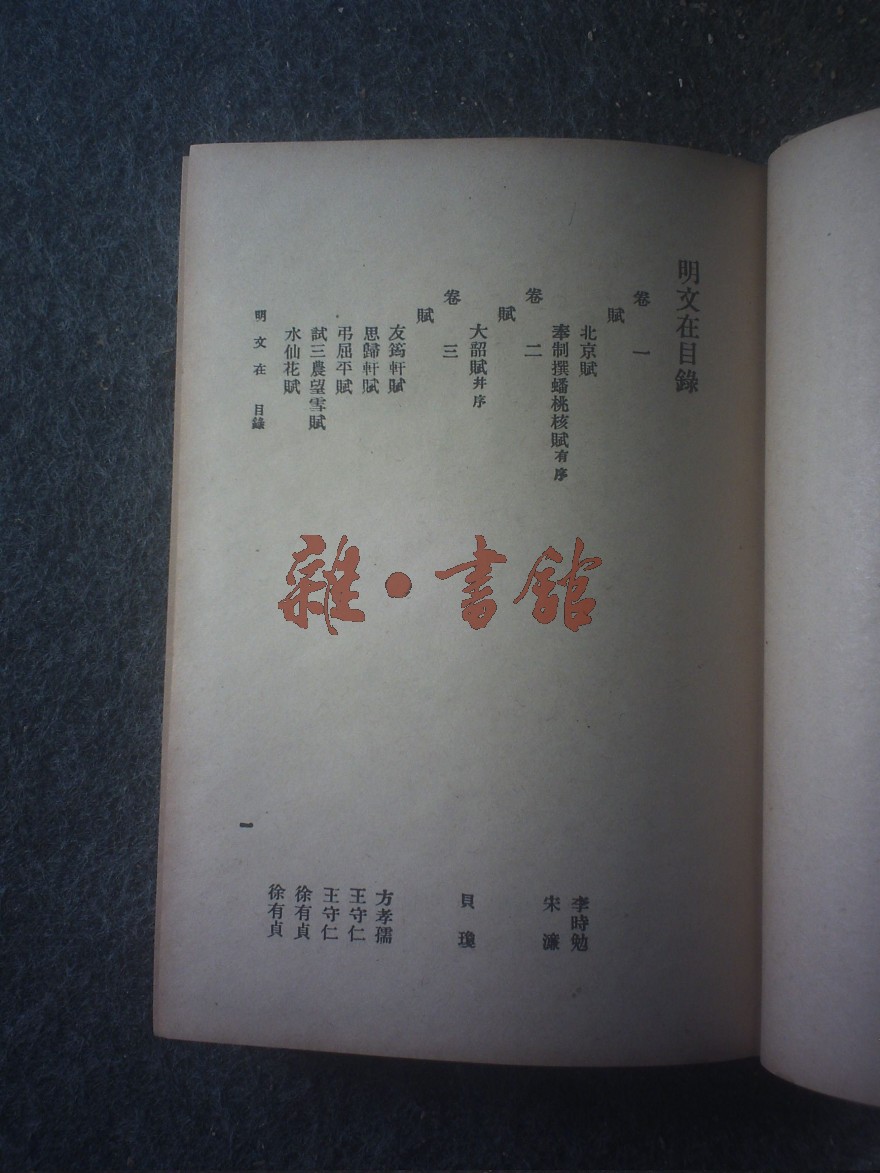 明文在目錄
卷一
賦
北京賦 李時勉
奉制撰蟠桃核賦有序 宋濂
卷二
賦
大韶賦并序 貝瓊
卷三
賦
友筠軒賦 方孝孺
思歸軒賦 王守仁
弔屈平賦 王守仁
試三農望雪賦 徐有貞
水仙花賦 徐有貞
明文在 目錄 一
雜·書館